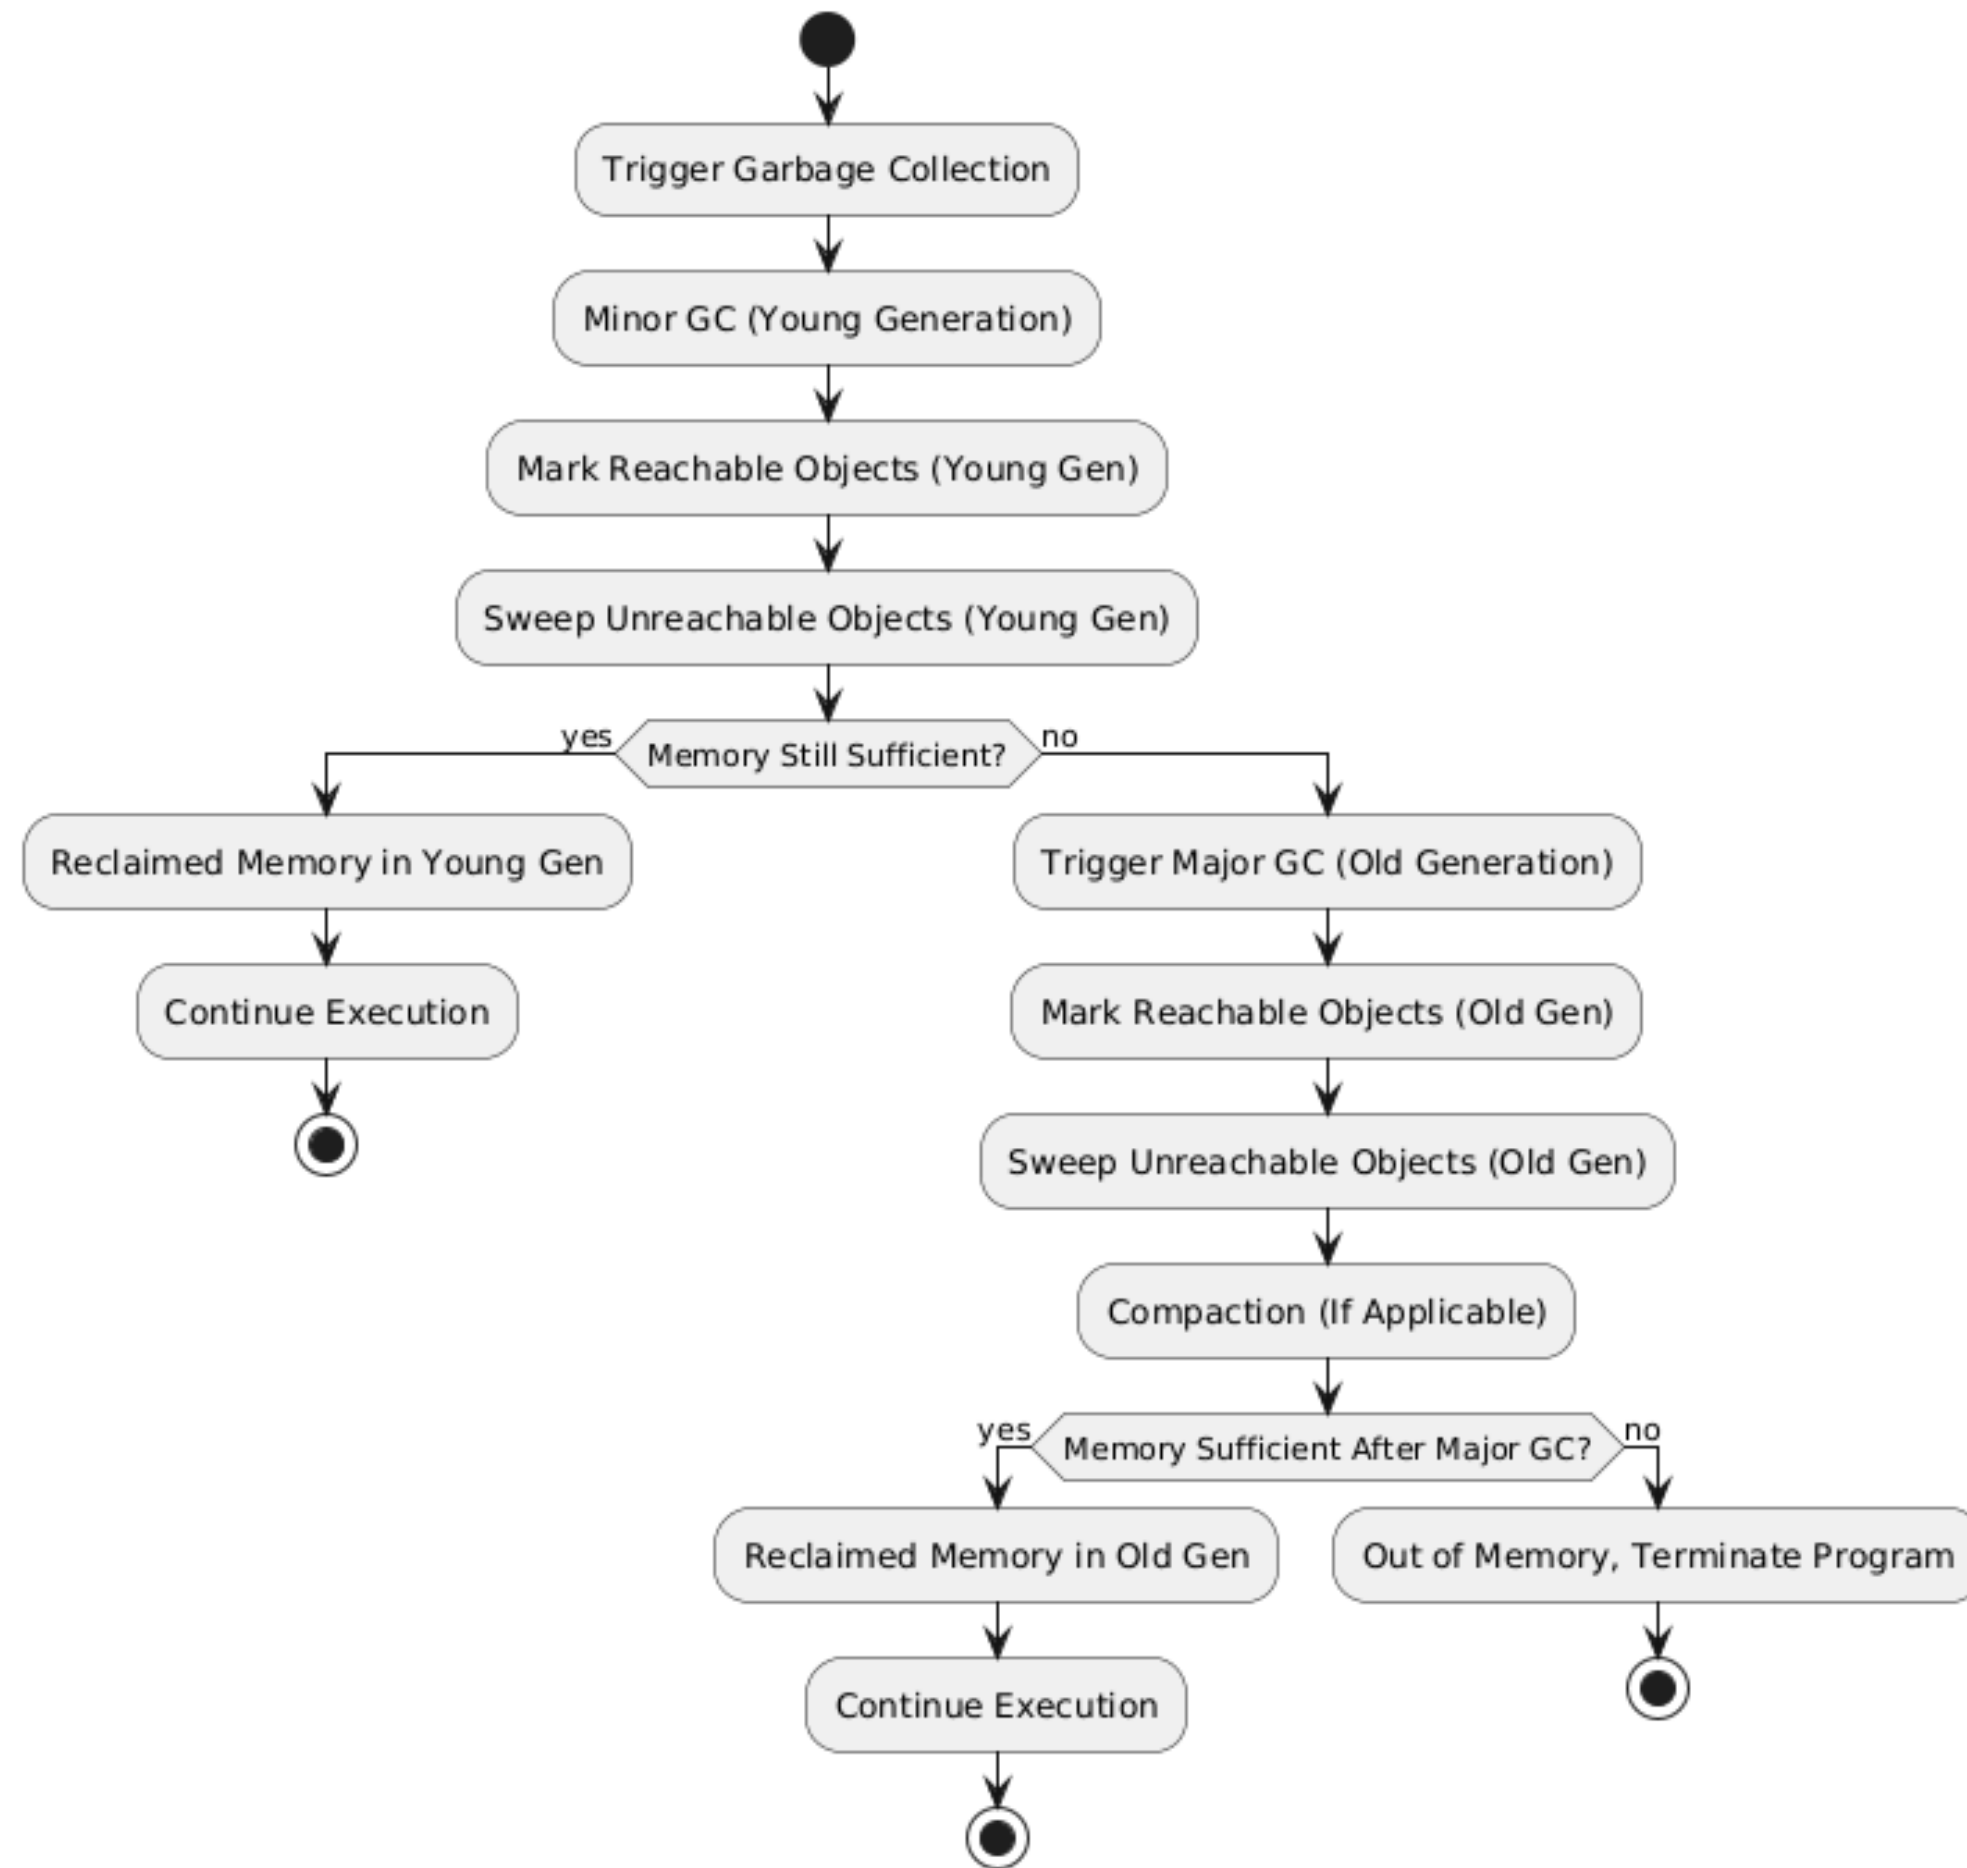 Trigger Garbage Collection
Minor GC (Young Generation)
Mark Reachable Objects (Young Gen)
Sweep Unreachable Objects (Young Gen)
Memory Still Sufficient?
yes
no
Reclaimed Memory in Young Gen
Continue Execution
Trigger Major GC (Old Generation)
Mark Reachable Objects (Old Gen)
Sweep Unreachable Objects (Old Gen)
Compaction (If Applicable)
Memory Sufficient After Major GC?
yes
no
Reclaimed Memory in Old Gen
Continue Execution
Out of Memory, Terminate Program